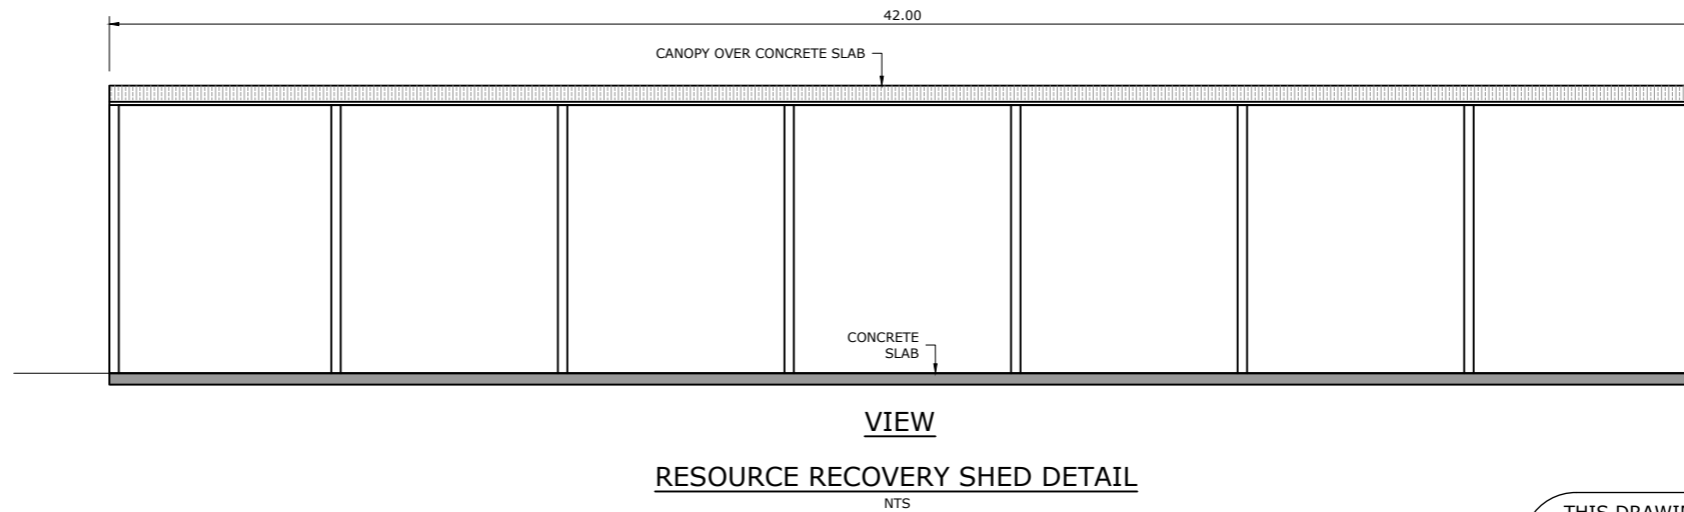 42.00
CANOPY OVER CONCRETE SLAB
CONCRETE
SLAB
VIEW
RESOURCE RECOVERY SHED DETAIL
NTS